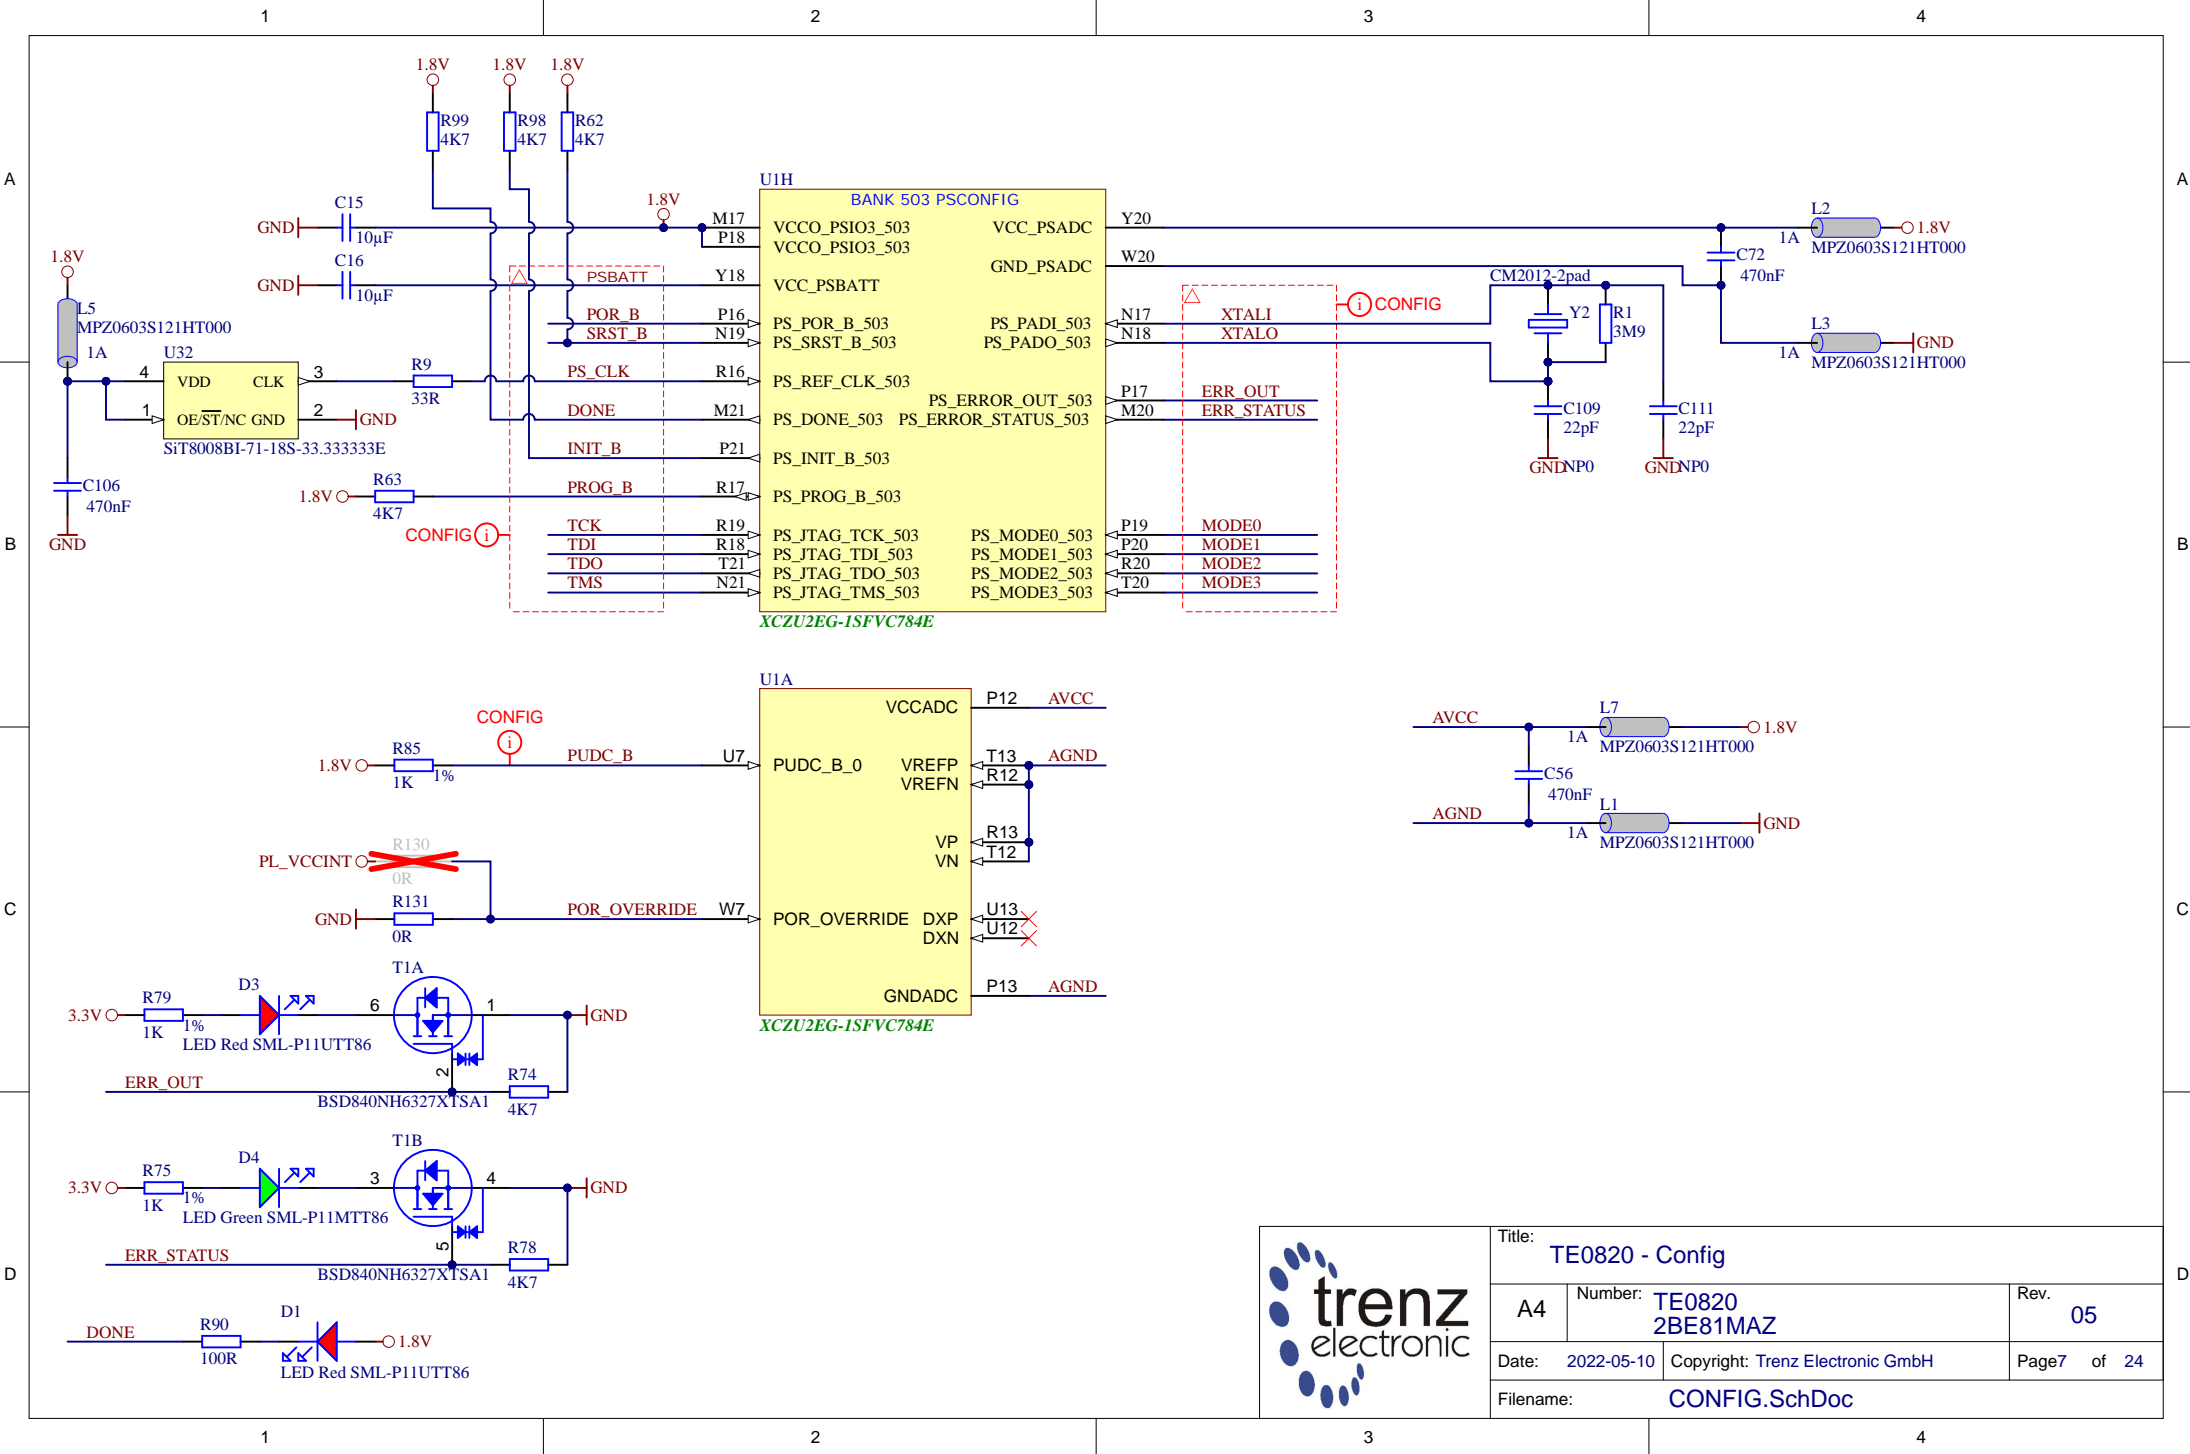 1 2 3 4
A A
B B
C C
D D
1.8V 1.8V 1.8V
R99 4K7
R98 4K7
R62 4K7
C15
GND 10µF
C16
GND 10µF
1.8V
1.8V
L5
MPZ0603S121HT000
1A
U32
4 VDD CLK 3
1 OE/ST/NC GND 2
GND
SiT8008BI-71-18S-33.333333E
C106
470nF
GND
R9
33R
1.8V R63
4K7
CONFIG i
PSBATT
POR_B
SRST_B
PS_CLK
DONE
INIT_B
PROG_B
TCK
TDI
TDO
TMS
U1H
BANK 503 PSCONFIG
M17 VCCO_PSIO3_503
P18 VCCO_PSIO3_503
Y18 VCC_PSBATT
P16 PS_POR_B_503
N19 PS_SRST_B_503
R16 PS_REF_CLK_503
M21 PS_DONE_503
P21 PS_INIT_B_503
R17 PS_PROG_B_503
R19 PS_JTAG_TCK_503
R18 PS_JTAG_TDI_503
T21 PS_JTAG_TDO_503
N21 PS_JTAG_TMS_503
VCC_PSADC Y20
GND_PSADC W20
PS_PADI_503 N17 XTALI
PS_PADO_503 N18 XTALO
PS_ERROR_OUT_503 P17 ERR_OUT
PS_ERROR_STATUS_503 M20 ERR_STATUS
PS_MODE0_503 P19 MODE0
PS_MODE1_503 P20 MODE1
PS_MODE2_503 R20 MODE2
PS_MODE3_503 T20 MODE3
XCZU2EG-1SFVC784E
i CONFIG
CM2012-2pad
Y2
R1
3M9
C109
22pF
GND NP0
C111
22pF
GND NP0
L2
1A 1.8V
MPZ0603S121HT000
C72
470nF
L3
1A GND
MPZ0603S121HT000
U1A
VCCADC P12 AVCC
PUDC_B_0 VREFP T13 AGND
VREFN R12
VP R13
VN T12
POR_OVERRIDE DXP U13
DXN U12
GNDADC P13 AGND
XCZU2EG-1SFVC784E
CONFIG
i
1.8V R85 1K 1% PUDC_B U7
R130
PL_VCCINT
0R
R131
GND POR_OVERRIDE W7
0R
AVCC L7 1.8V
1A MPZ0603S121HT000
C56
470nF
AGND L1 GND
1A MPZ0603S121HT000
T1A
D3
R79
3.3V 6 1 GND
1K 1%
LED Red SML-P11UTT86
2
ERR_OUT R74
BSD840NH6327XTSA1 4K7
T1B
D4
R75
3.3V 3 4 GND
1K 1%
LED Green SML-P11MTT86
5
ERR_STATUS R78
BSD840NH6327XTSA1 4K7
D1
DONE R90 1.8V
100R
LED Red SML-P11UTT86
trenz
electronic
Title:
TE0820 - Config
A4 Number: TE0820
2BE81MAZ
Rev.
05
Date: 2022-05-10 Copyright: Trenz Electronic GmbH Page7 of 24
Filename: CONFIG.SchDoc
1 2 3 4